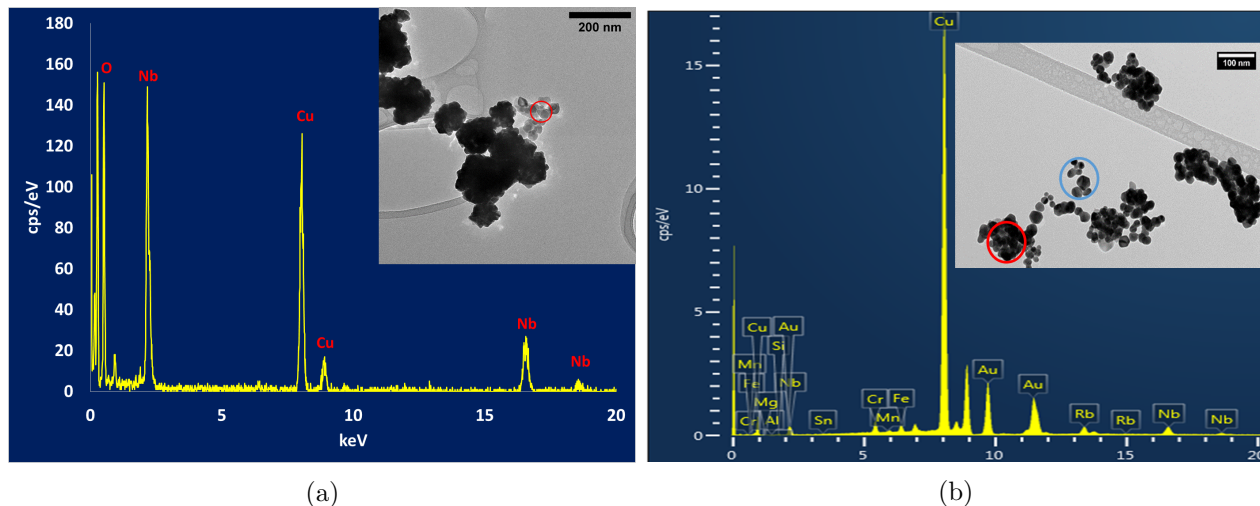 180
160
140
120
100
80
60
40
20
0
cps/eV
O
Nb
Cu
Cu
Nb
Nb
200 nm
0
5
10
15
20
keV
(a)
15
10
5
0
cps/eV
Cu
100 nm
Cu
Au
Si
Mn
Fe
Nb
Mg
Cr
Al
Sn
Cr
Mn
Fe
Au
Au
Rb
Rb
Nb
Nb
0
5
10
15
20
(b)